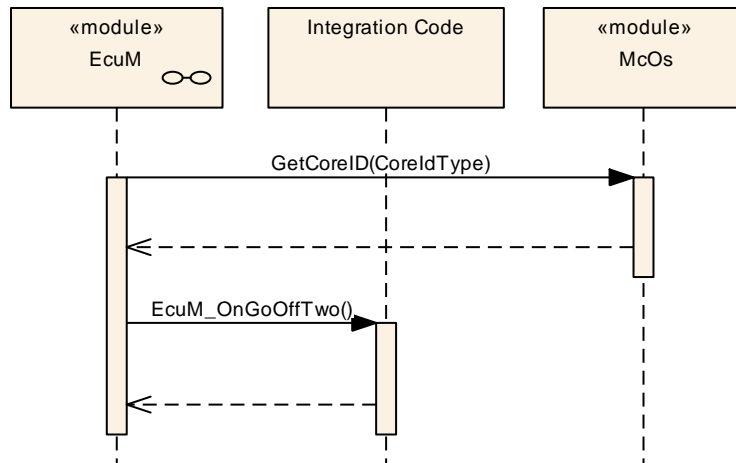 «module»
EcuM
Integration Code
«module»
McOs
GetCoreID(CoreIdType)
EcuM_OnGoOffTwo()